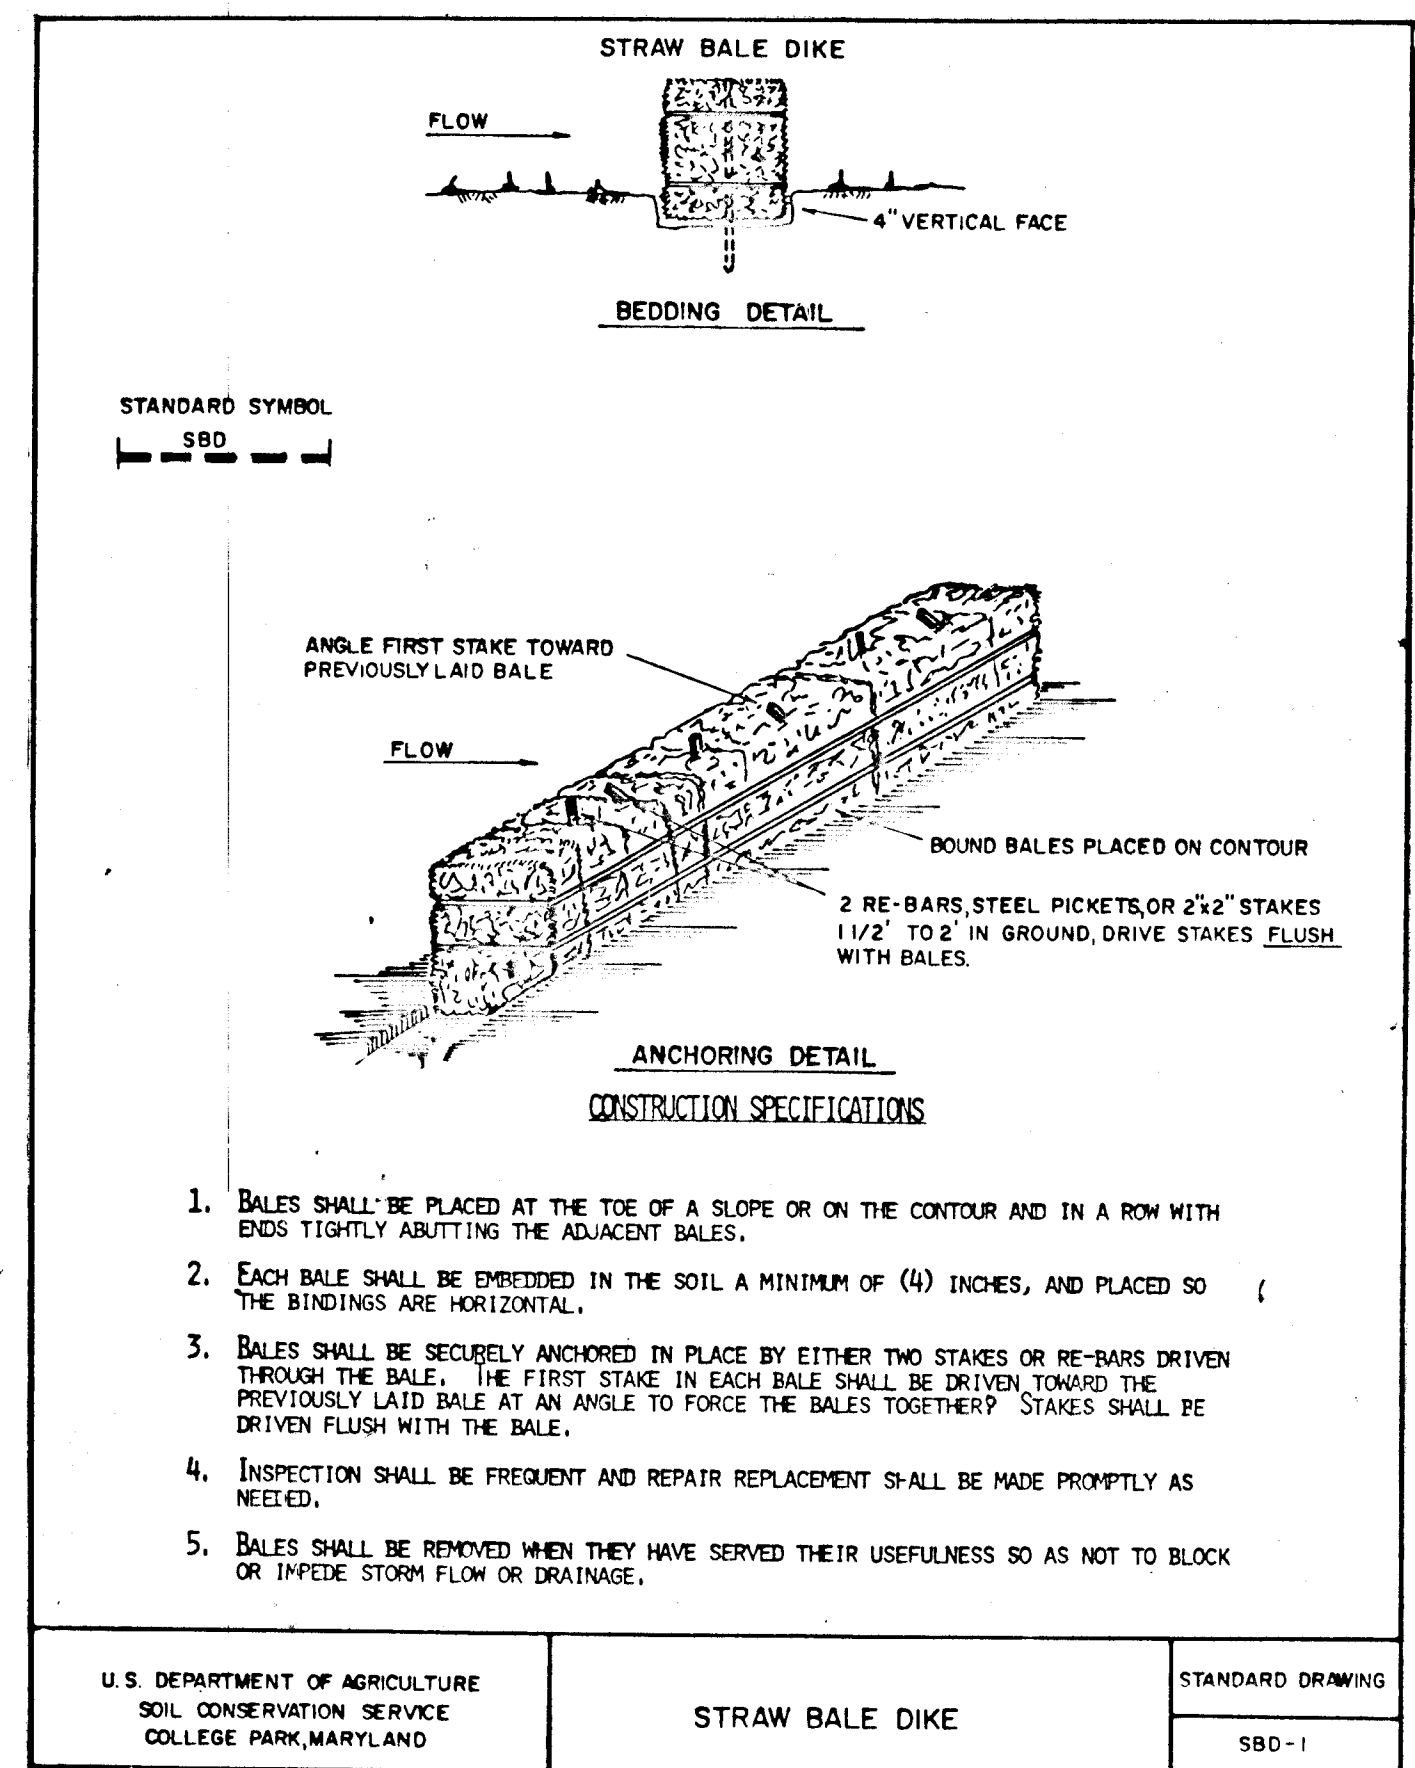 STRAW BALE DIKE
FLOW
4" VERTICAL FACE
BEDDING DETAIL
STANDARD SYMBOL
SBD
ANGLE FIRST STAKE TOWARD
PREVIOUSLY LAID BALE
FLOW
BOUND BALES PLACED ON CONTOUR
2 RE-BARS, STEEL PICKETS, OR 2"x2" STAKES
1 1/2' TO 2' IN GROUND, DRIVE STAKES FLUSH
WITH BALES.
ANCHORING DETAIL
CONSTRUCTION SPECIFICATIONS
1. BALES SHALL BE PLACED AT THE TOE OF A SLOPE OR ON THE CONTOUR AND IN A ROW WITH
ENDS TIGHTLY ABUTTING THE ADJACENT BALES.
2. EACH BALE SHALL BE EMBEDDED IN THE SOIL A MINIMUM OF (4) INCHES, AND PLACED SO
THE BINDINGS ARE HORIZONTAL.
3. BALES SHALL BE SECURELY ANCHORED IN PLACE BY EITHER TWO STAKES OR RE-BARS DRIVEN
THROUGH THE BALE. THE FIRST STAKE IN EACH BALE SHALL BE DRIVEN TOWARD THE
PREVIOUSLY LAID BALE AT AN ANGLE TO FORCE THE BALES TOGETHER? STAKES SHALL BE
DRIVEN FLUSH WITH THE BALE.
4. INSPECTION SHALL BE FREQUENT AND REPAIR REPLACEMENT SHALL BE MADE PROMPTLY AS
NEEDED.
5. BALES SHALL BE REMOVED WHEN THEY HAVE SERVED THEIR USEFULNESS SO AS NOT TO BLOCK
OR IMPEDE STORM FLOW OR DRAINAGE.
U.S. DEPARTMENT OF AGRICULTURE
SOIL CONSERVATION SERVICE
COLLEGE PARK, MARYLAND
STRAW BALE DIKE
STANDARD DRAWING
SBD-1